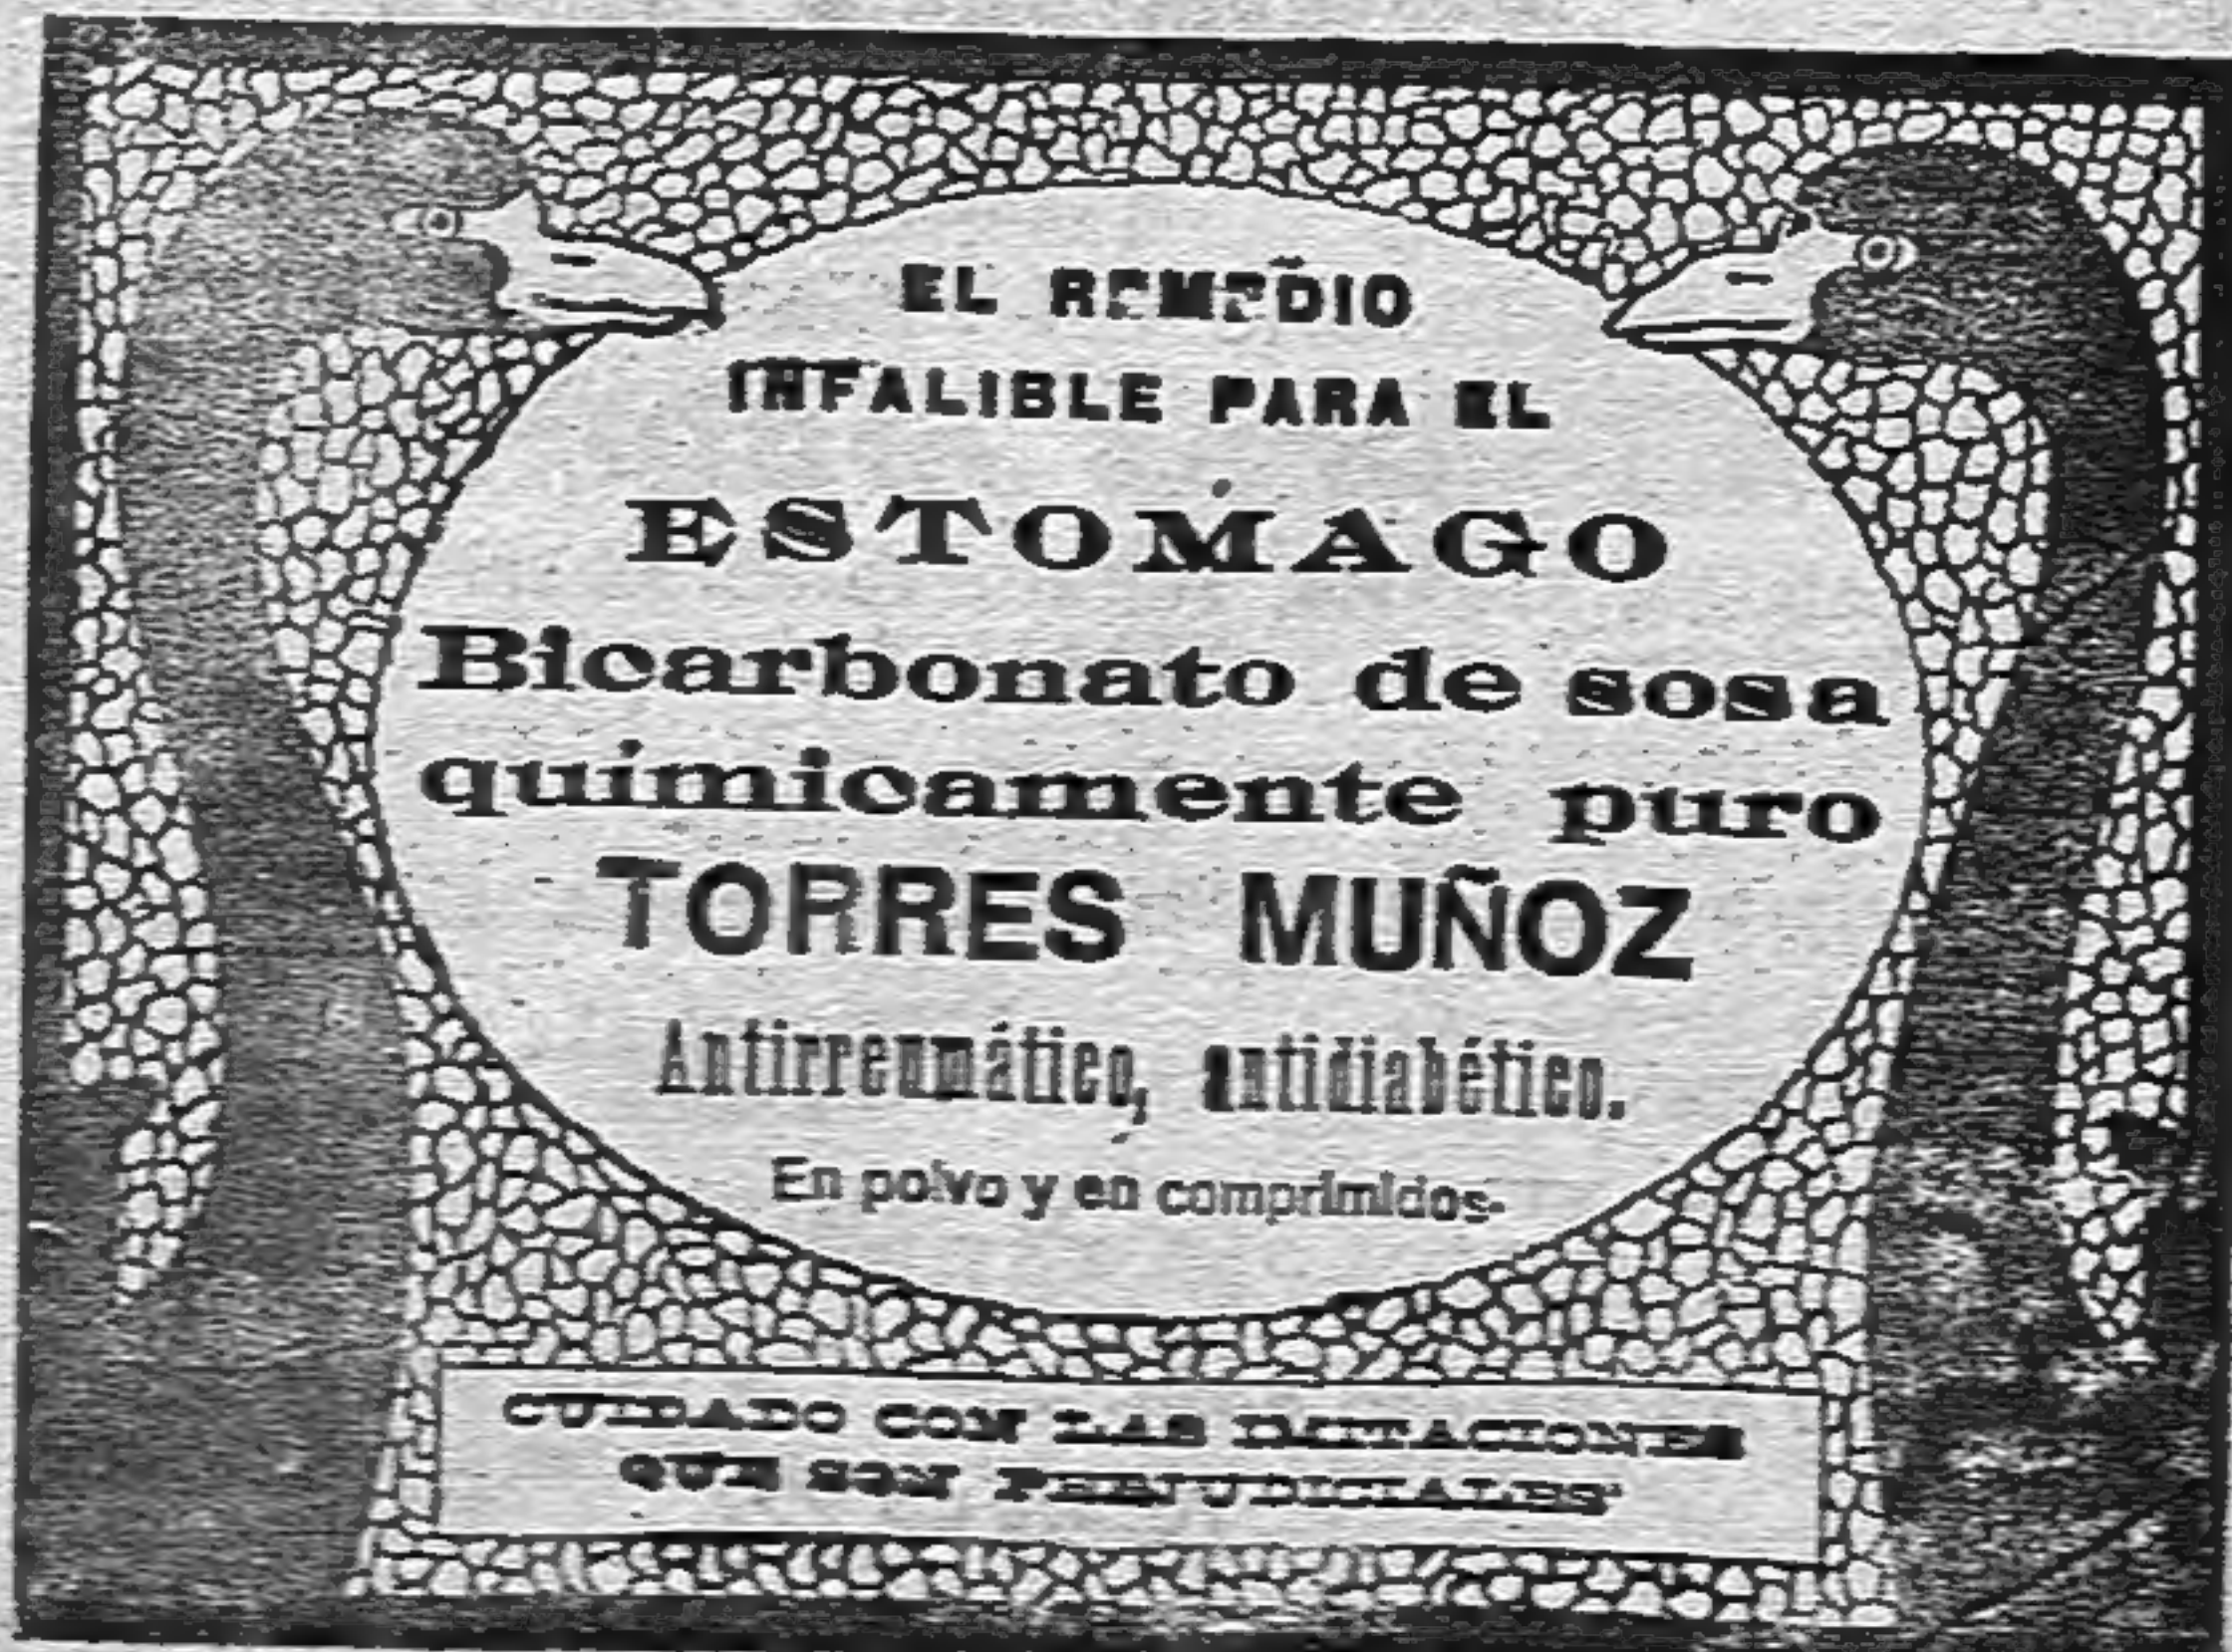 EL REMEDIO
INFALIBLE PARA EL
ESTOMAGO
Bicarbonato de sosa
químicamente puro
TORRES MUÑOZ
Antirreumático, antidiabético.
En polvo y en comprimidos.
CUIDADO CON LAS IMITACIONES
QUE SON PERJUDICIALES